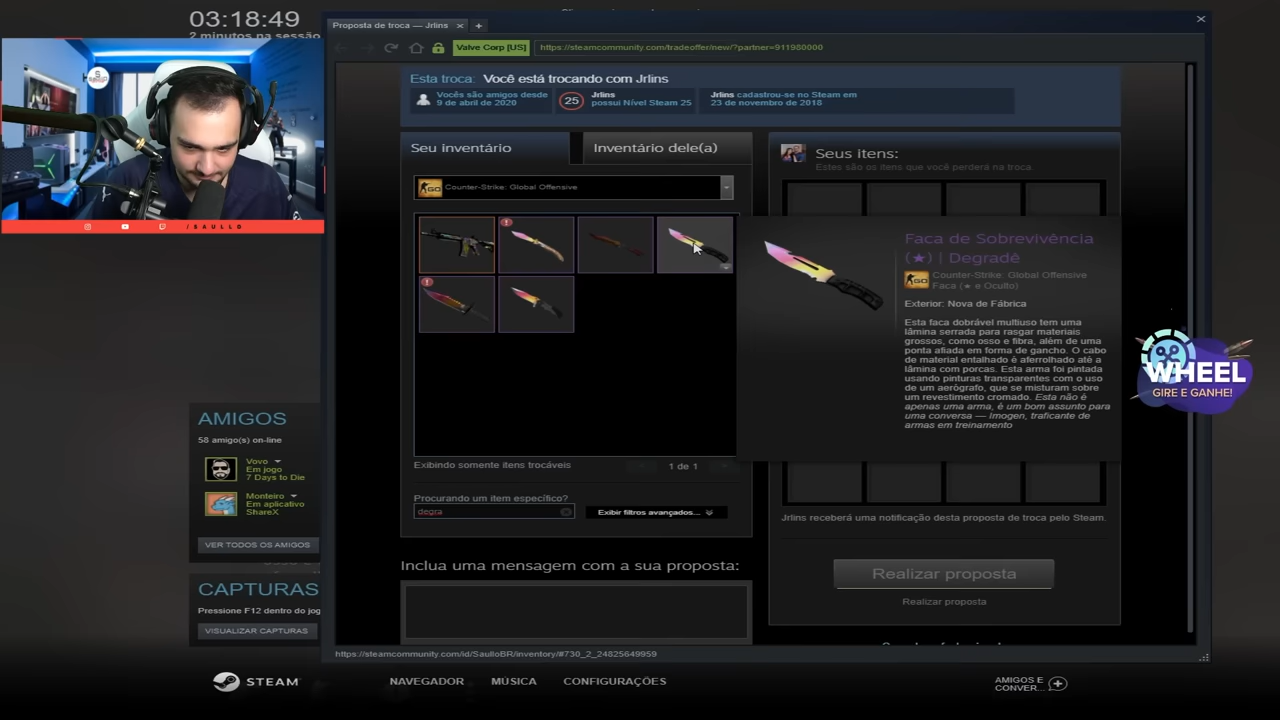 03:18:49
2 minutos na sessão
/SAULLO
Proposta de troca — Jrlins
Valve Corp [US]
https://steamcommunity.com/tradeoffer/new/?partner=911980000
Esta troca: Você está trocando com Jrlins
Vocês são amigos desde
9 de abril de 2020
25
Jrlins
possui Nível Steam 25
Jrlins cadastrou-se no Steam em
23 de novembro de 2018
Seu inventário
Inventário dele(a)
Counter-Strike: Global Offensive
Exibindo somente itens trocáveis
1 de 1
Procurando um item específico?
degra
Exibir filtros avançados...
Inclua uma mensagem com a sua proposta:
Seus itens:
Estes são os itens que você perderá na troca.
Faca de Sobrevivência
(★) | Degradê
Counter-Strike: Global Offensive
Faca (★ e Oculto)
Exterior: Nova de Fábrica
Esta faca dobrável multiuso tem uma
lâmina serrada para rasgar materiais
grossos, como osso e fibra, além de uma
ponta afiada em forma de gancho. O cabo
de material entalhado é aferrolhado até a
lâmina com porcas. Esta arma foi pintada
usando pinturas transparentes com o uso
de um aerógrafo, que se misturam sobre
um revestimento cromado. Esta não é
apenas uma arma, é um bom assunto para
uma conversa — Imogen, traficante de
armas em treinamento
Jrlins receberá uma notificação desta proposta de troca pelo Steam.
Realizar proposta
Realizar proposta
WHEEL
GIRE E GANHE!
AMIGOS
58 amigo(s) on-line
Vovo
Em jogo
7 Days to Die
Monteiro
Em aplicativo
ShareX
VER TODOS OS AMIGOS
CAPTURAS
Pressione F12 dentro do jog
VISUALIZAR CAPTURAS
https://steamcommunity.com/id/SaulloBR/inventory/#730_2_24825649959
STEAM
NAVEGADOR
MÚSICA
CONFIGURAÇÕES
AMIGOS E
CONVER...